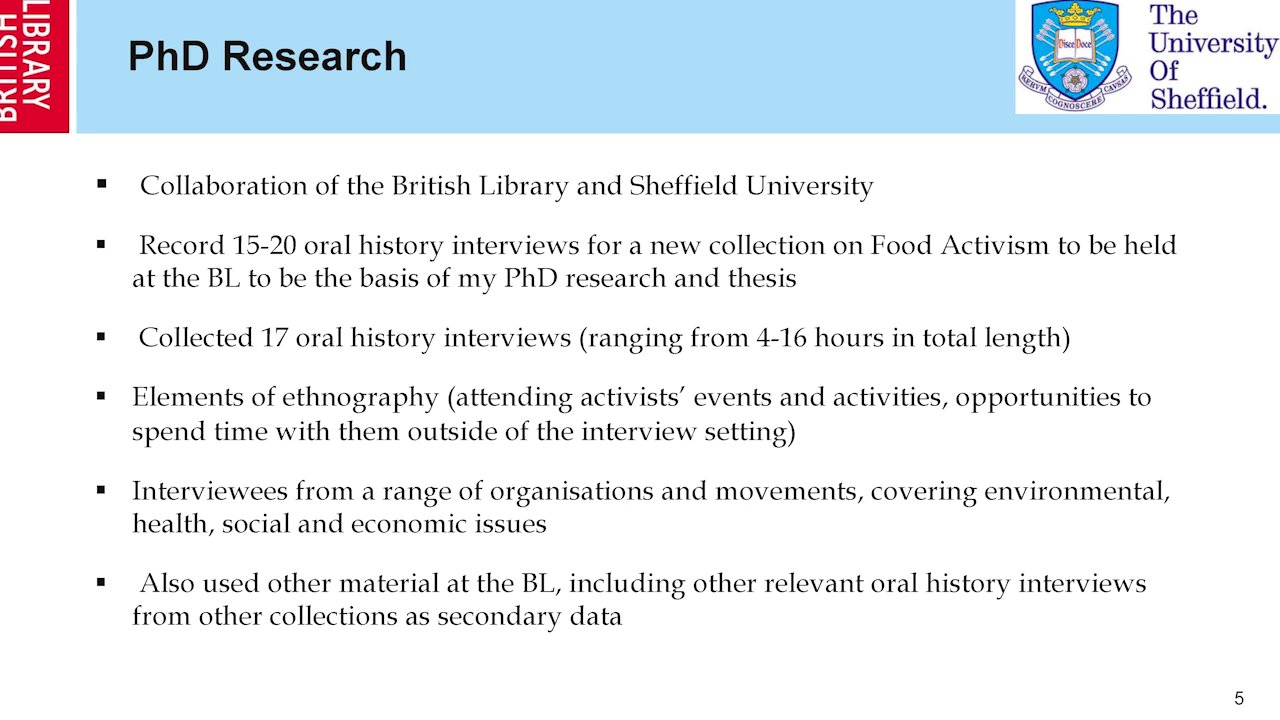 BRITISH
LIBRARY
PhD Research
Disce Doce
RERVM COGNOSCERE CAVSAS
The
University
Of
Sheffield.
▪ Collaboration of the British Library and Sheffield University
▪ Record 15-20 oral history interviews for a new collection on Food Activism to be held
at the BL to be the basis of my PhD research and thesis
▪ Collected 17 oral history interviews (ranging from 4-16 hours in total length)
▪ Elements of ethnography (attending activists’ events and activities, opportunities to
spend time with them outside of the interview setting)
▪ Interviewees from a range of organisations and movements, covering environmental,
health, social and economic issues
▪ Also used other material at the BL, including other relevant oral history interviews
from other collections as secondary data
5